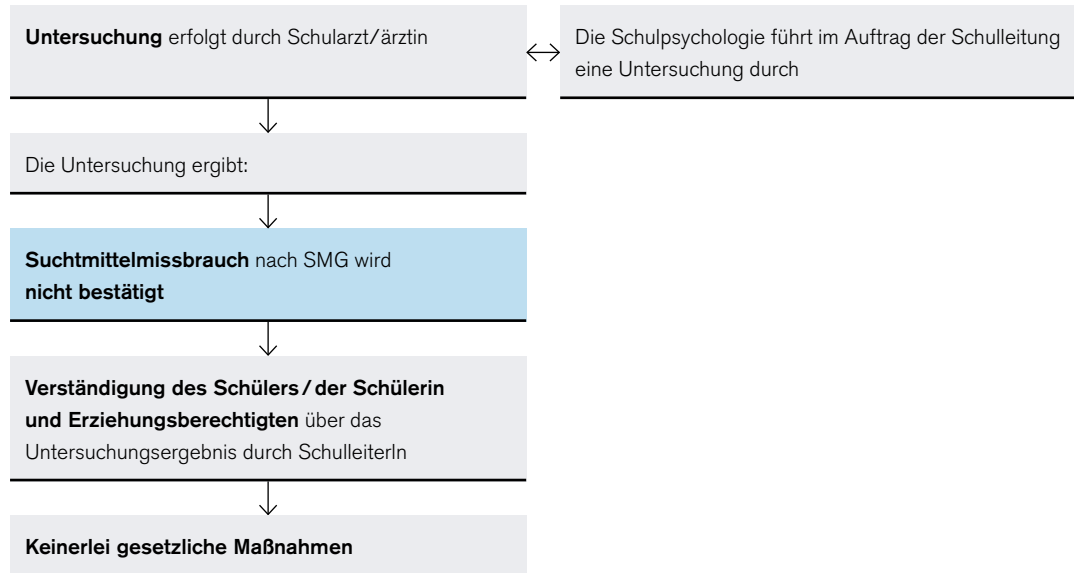 Untersuchung erfolgt durch Schularzt/ärztin
Die Schulpsychologie führt im Auftrag der Schulleitung
eine Untersuchung durch
Die Untersuchung ergibt:
Suchtmittelmissbrauch nach SMG wird
nicht bestätigt
Verständigung des Schülers / der Schülerin
und Erziehungsberechtigten über das
Untersuchungsergebnis durch SchulleiterIn
Keinerlei gesetzliche Maßnahmen